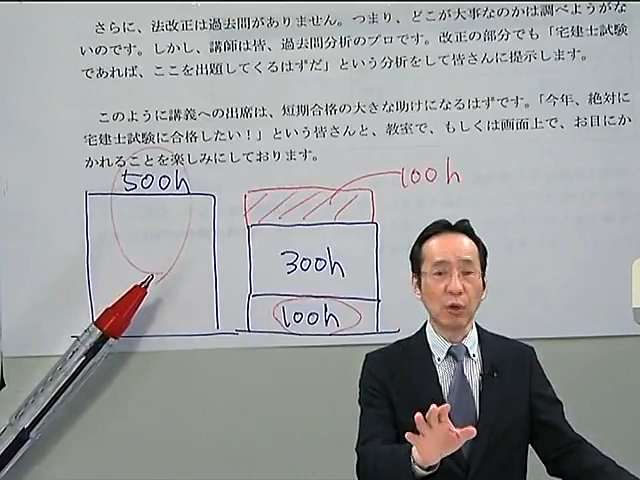 さらに、法改正は過去問がありません。つまり、どこが大事なのかは調べようがな
いのです。しかし、講師は皆、過去問分析のプロです。改正の部分でも「宅建士試験
であれば、ここを出題してくるはずだ」という分析をして皆さんに提示します。
このように講義への出席は、短期合格の大きな助けになるはずです。「今年、絶対に
宅建士試験に合格したい！」という皆さんと、教室で、もしくは画面上で、お目にか
かれることを楽しみにしております。
500h
100h
300h
100h